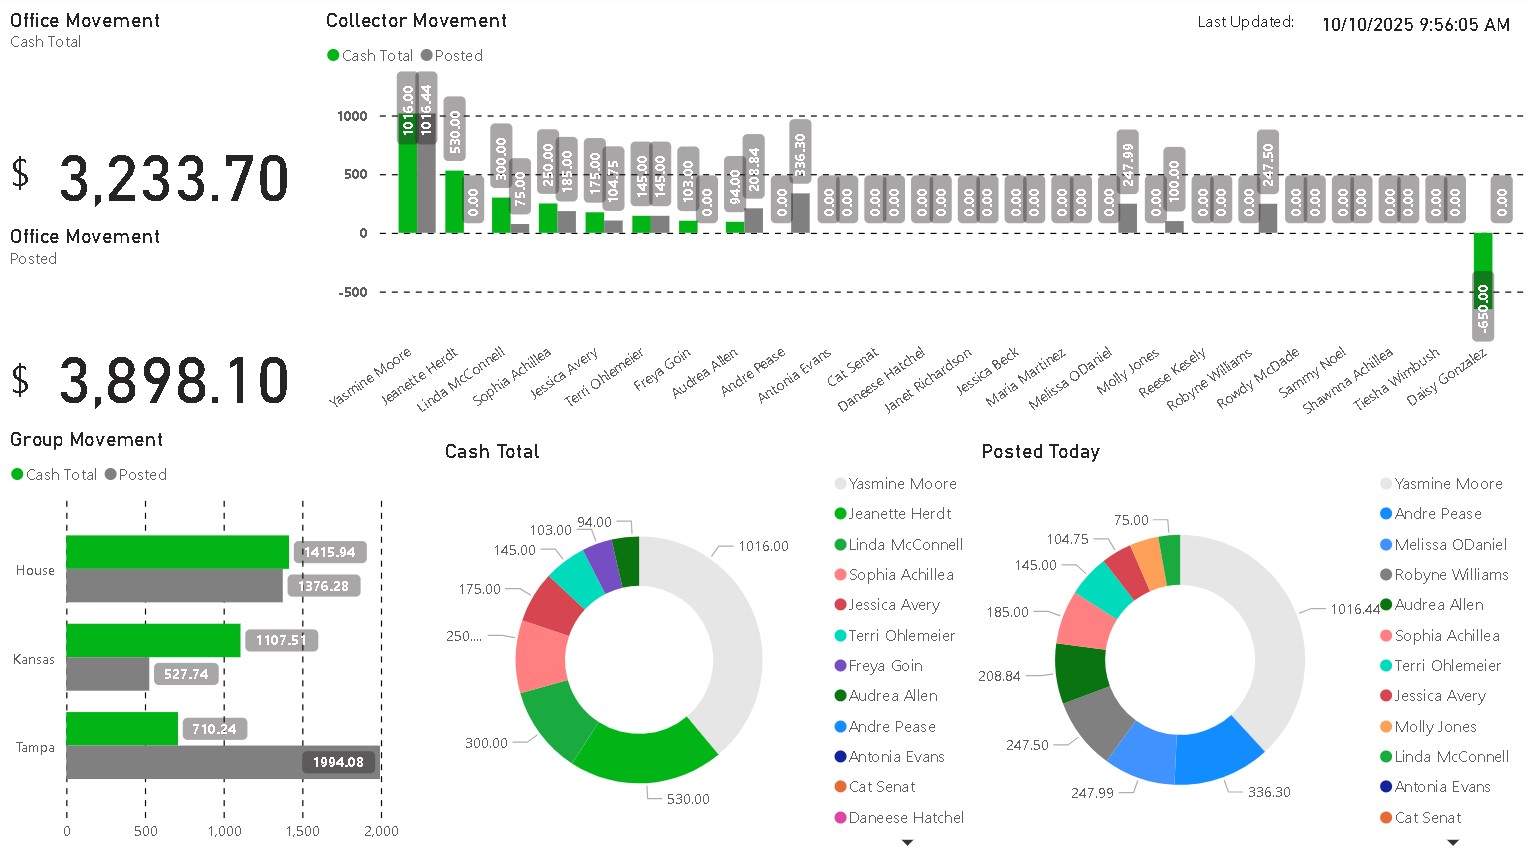 Office Movement
Cash Total
$ 3,233.70
Office Movement
Posted
$ 3,898.10
Collector Movement
Last Updated: 10/10/2025 9:56:05 AM
Cash Total Posted
1000
500
0
-500
1016.00 1016.44 530.00 0.00 300.00 75.00 250.00 185.00 175.00 104.75 145.00 145.00 103.00 0.00 94.00 208.84 0.00 336.30 0.00 0.00 0.00 0.00 0.00 0.00 0.00 0.00 0.00 0.00 0.00 0.00 0.00 247.99 0.00 100.00 0.00 0.00 0.00 247.50 0.00 0.00 0.00 0.00 0.00 0.00 0.00 0.00 -650.00 0.00
Yasmine Moore
Jeanette Herdt
Linda McConnell
Sophia Achillea
Jessica Avery
Terri Ohlemeier
Freya Goin
Audrea Allen
Andre Pease
Antonia Evans
Cat Senat
Daneese Hatchel
Janet Richardson
Jessica Beck
Maria Martinez
Melissa ODaniel
Molly Jones
Reese Kesely
Robyne Williams
Rowdy McDade
Sammy Noel
Shawnna Achillea
Tiesha Wimbush
Daisy Gonzalez
Group Movement
Cash Total Posted
House
1415.94
1376.28
Kansas
1107.51
527.74
Tampa
710.24
1994.08
0 500 1,000 1,500 2,000
Cash Total
1016.00
530.00
300.00
250....
175.00
145.00
103.00
94.00
Yasmine Moore
Jeanette Herdt
Linda McConnell
Sophia Achillea
Jessica Avery
Terri Ohlemeier
Freya Goin
Audrea Allen
Andre Pease
Antonia Evans
Cat Senat
Daneese Hatchel
Posted Today
1016.44
336.30
247.99
247.50
208.84
185.00
145.00
104.75
75.00
Yasmine Moore
Andre Pease
Melissa ODaniel
Robyne Williams
Audrea Allen
Sophia Achillea
Terri Ohlemeier
Jessica Avery
Molly Jones
Linda McConnell
Antonia Evans
Cat Senat